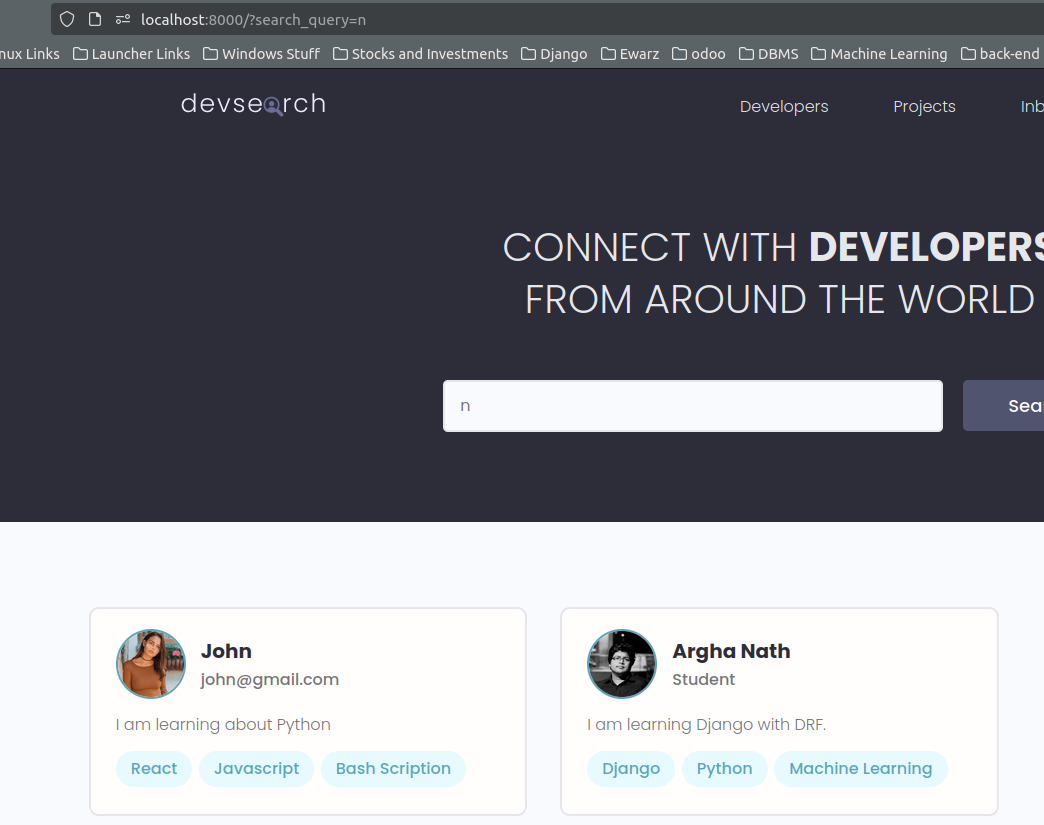 localhost:8000/?search_query=n
nux Links Launcher Links Windows Stuff Stocks and Investments Django Ewarz odoo DBMS Machine Learning back-end
devsearch Developers Projects Inb
CONNECT WITH DEVELOPERS
FROM AROUND THE WORLD
n Sear
John
john@gmail.com
I am learning about Python
React Javascript Bash Scription
Argha Nath
Student
I am learning Django with DRF.
Django Python Machine Learning